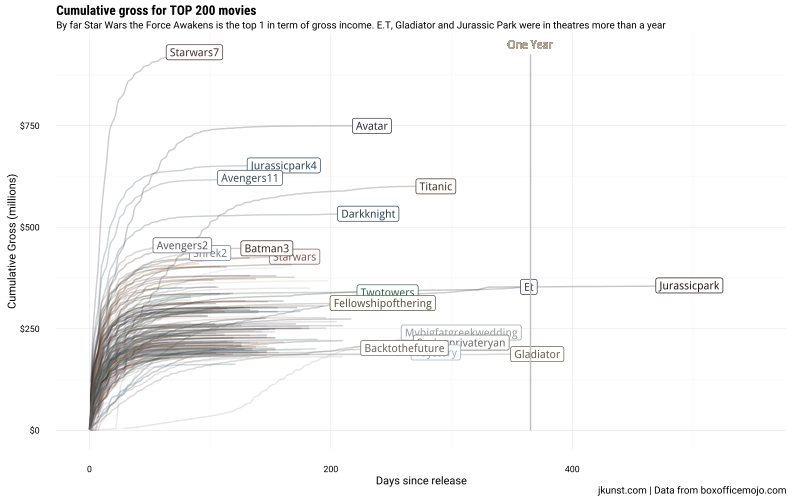 Cumulative gross for TOP 200 movies
By far Star Wars the Force Awakens is the top 1 in term of gross income. E.T, Gladiator and Jurassic Park were in theatres more than a year
One Year
Starwars7
$750
Avatar
Jurassicpark4
Avengers11
Titanic
Darkknight
$500
Avengers2
Shrek2
Batman3
Starwars
Cumulative Gross (millions)
Twotowers
Et
Jurassicpark
Fellowshipofthering
$250
Mybigfatgreekwedding
Backtothefuture
Gladiator
$0
0
200
400
Days since release
jkunst.com | Data from boxofficemojo.com